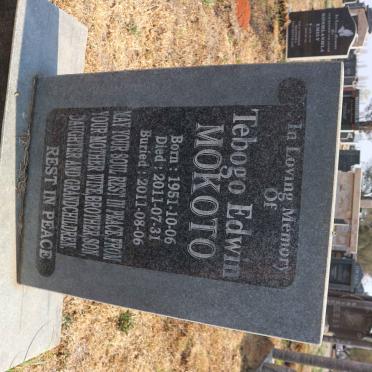 In Loving Memory
Of
Tebogo Edwin
MOKOTO
Born : 1951-10-06
Died : 2011-07-31
Buried : 2011-08-06
MAY YOUR SOUL REST IN PEACE FROM
YOUR MOTHER WIFE BROTHER SON,
DAUGHTER AND GRANDCHILDREN
REST IN PEACE